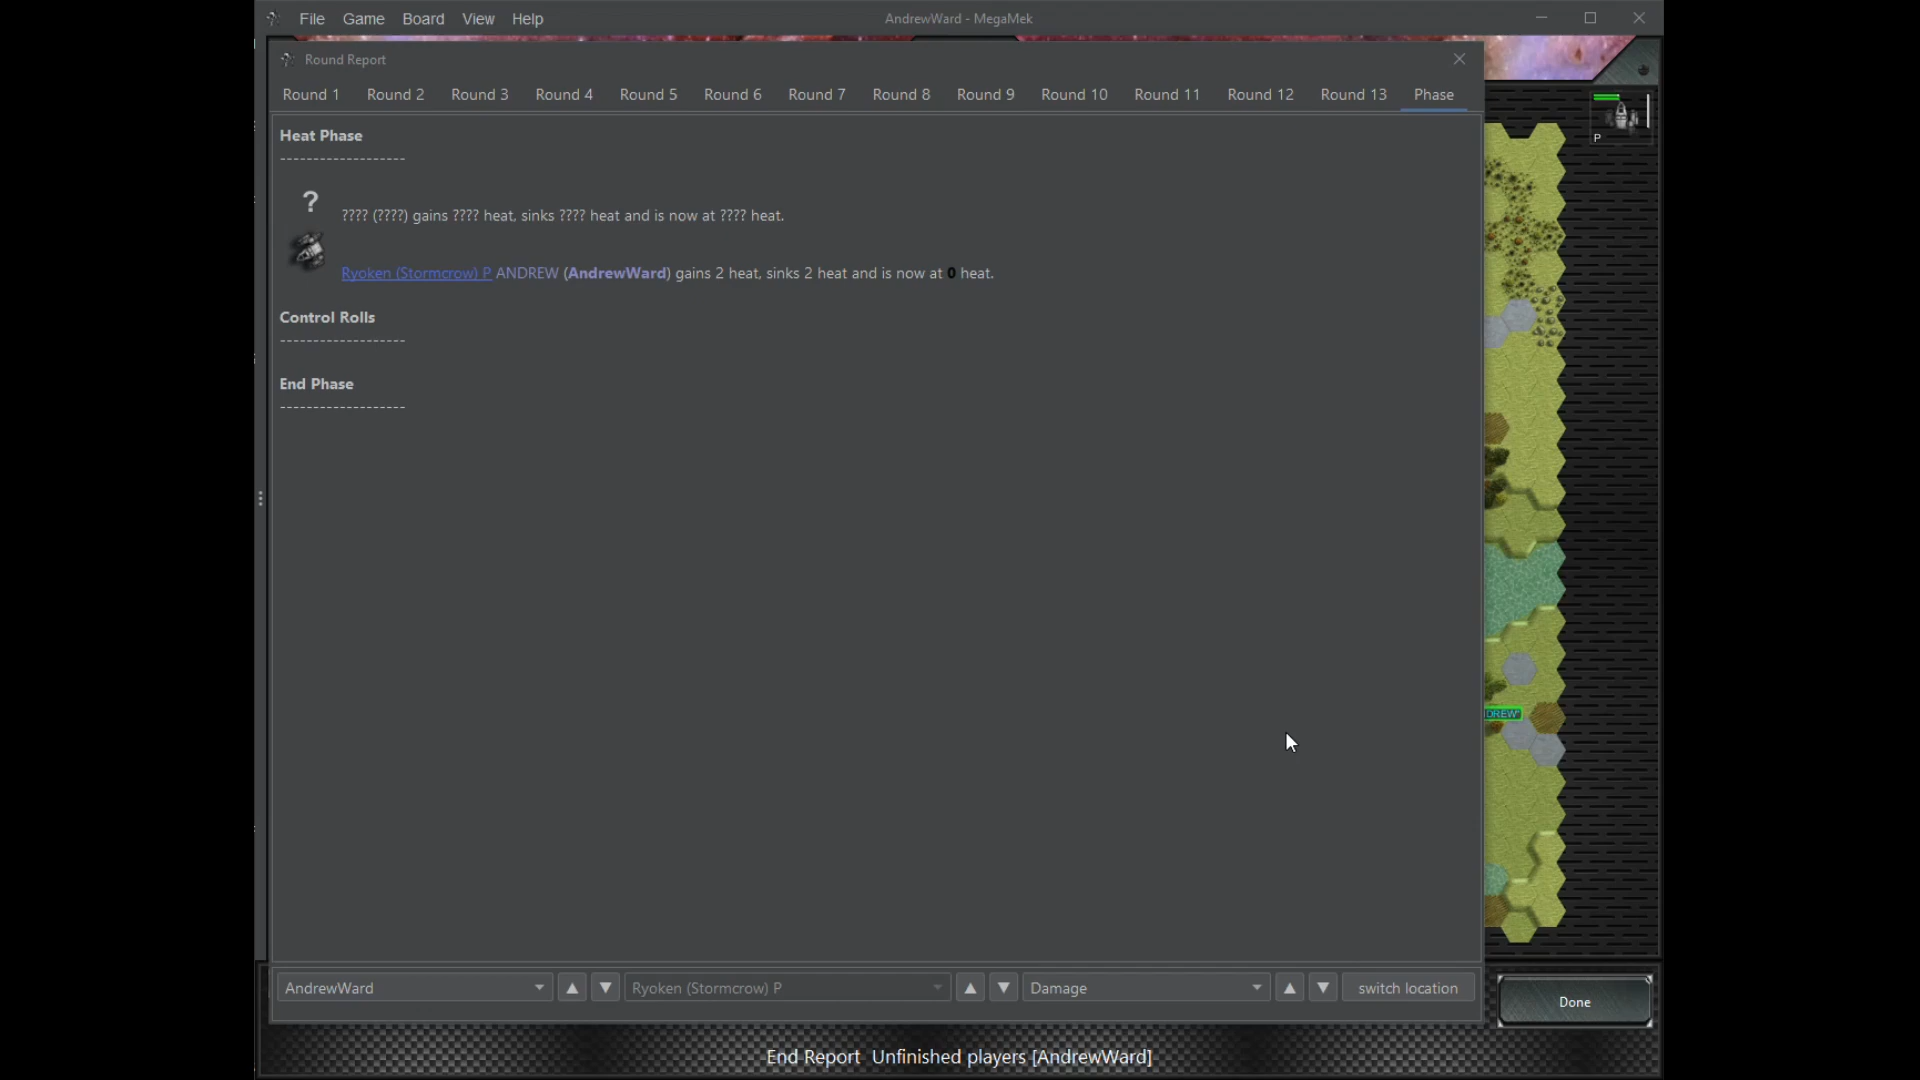 File Game Board View Help AndrewWard - MegaMek
Round Report
Round 1 Round 2 Round 3 Round 4 Round 5 Round 6 Round 7 Round 8 Round 9 Round 10 Round 11 Round 12 Round 13 Phase
P
Heat Phase
-------------------
?
???? (????) gains ???? heat, sinks ???? heat and is now at ???? heat.
Ryoken (Stormcrow) P ANDREW (AndrewWard) gains 2 heat, sinks 2 heat and is now at 0 heat.
Control Rolls
-------------------
End Phase
-------------------
DREW*
AndrewWard Ryoken (Stormcrow) P Damage switch location
Done
End Report Unfinished players [AndrewWard]